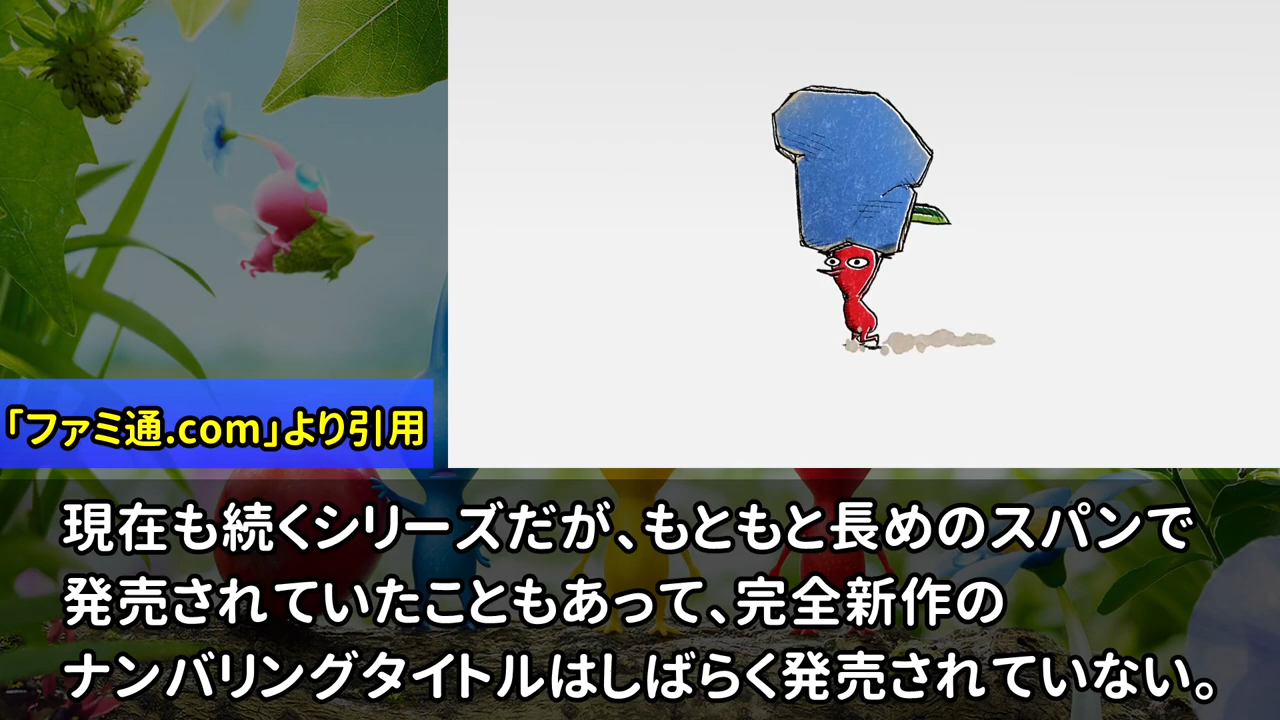 「ファミ通.com」より引用
現在も続くシリーズだが、もともと長めのスパンで
発売されていたこともあって、完全新作の
ナンバリングタイトルはしばらく発売されていない。